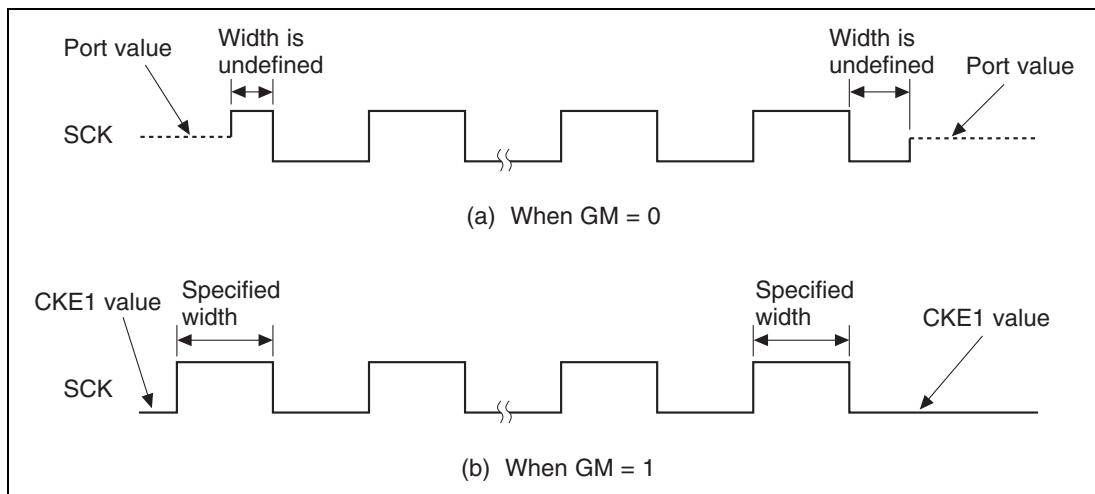 Port value
Width is
undefined
Width is
undefined
Port value
SCK
(a) When GM = 0
CKE1 value
Specified
width
Specified
width
CKE1 value
SCK
(b) When GM = 1